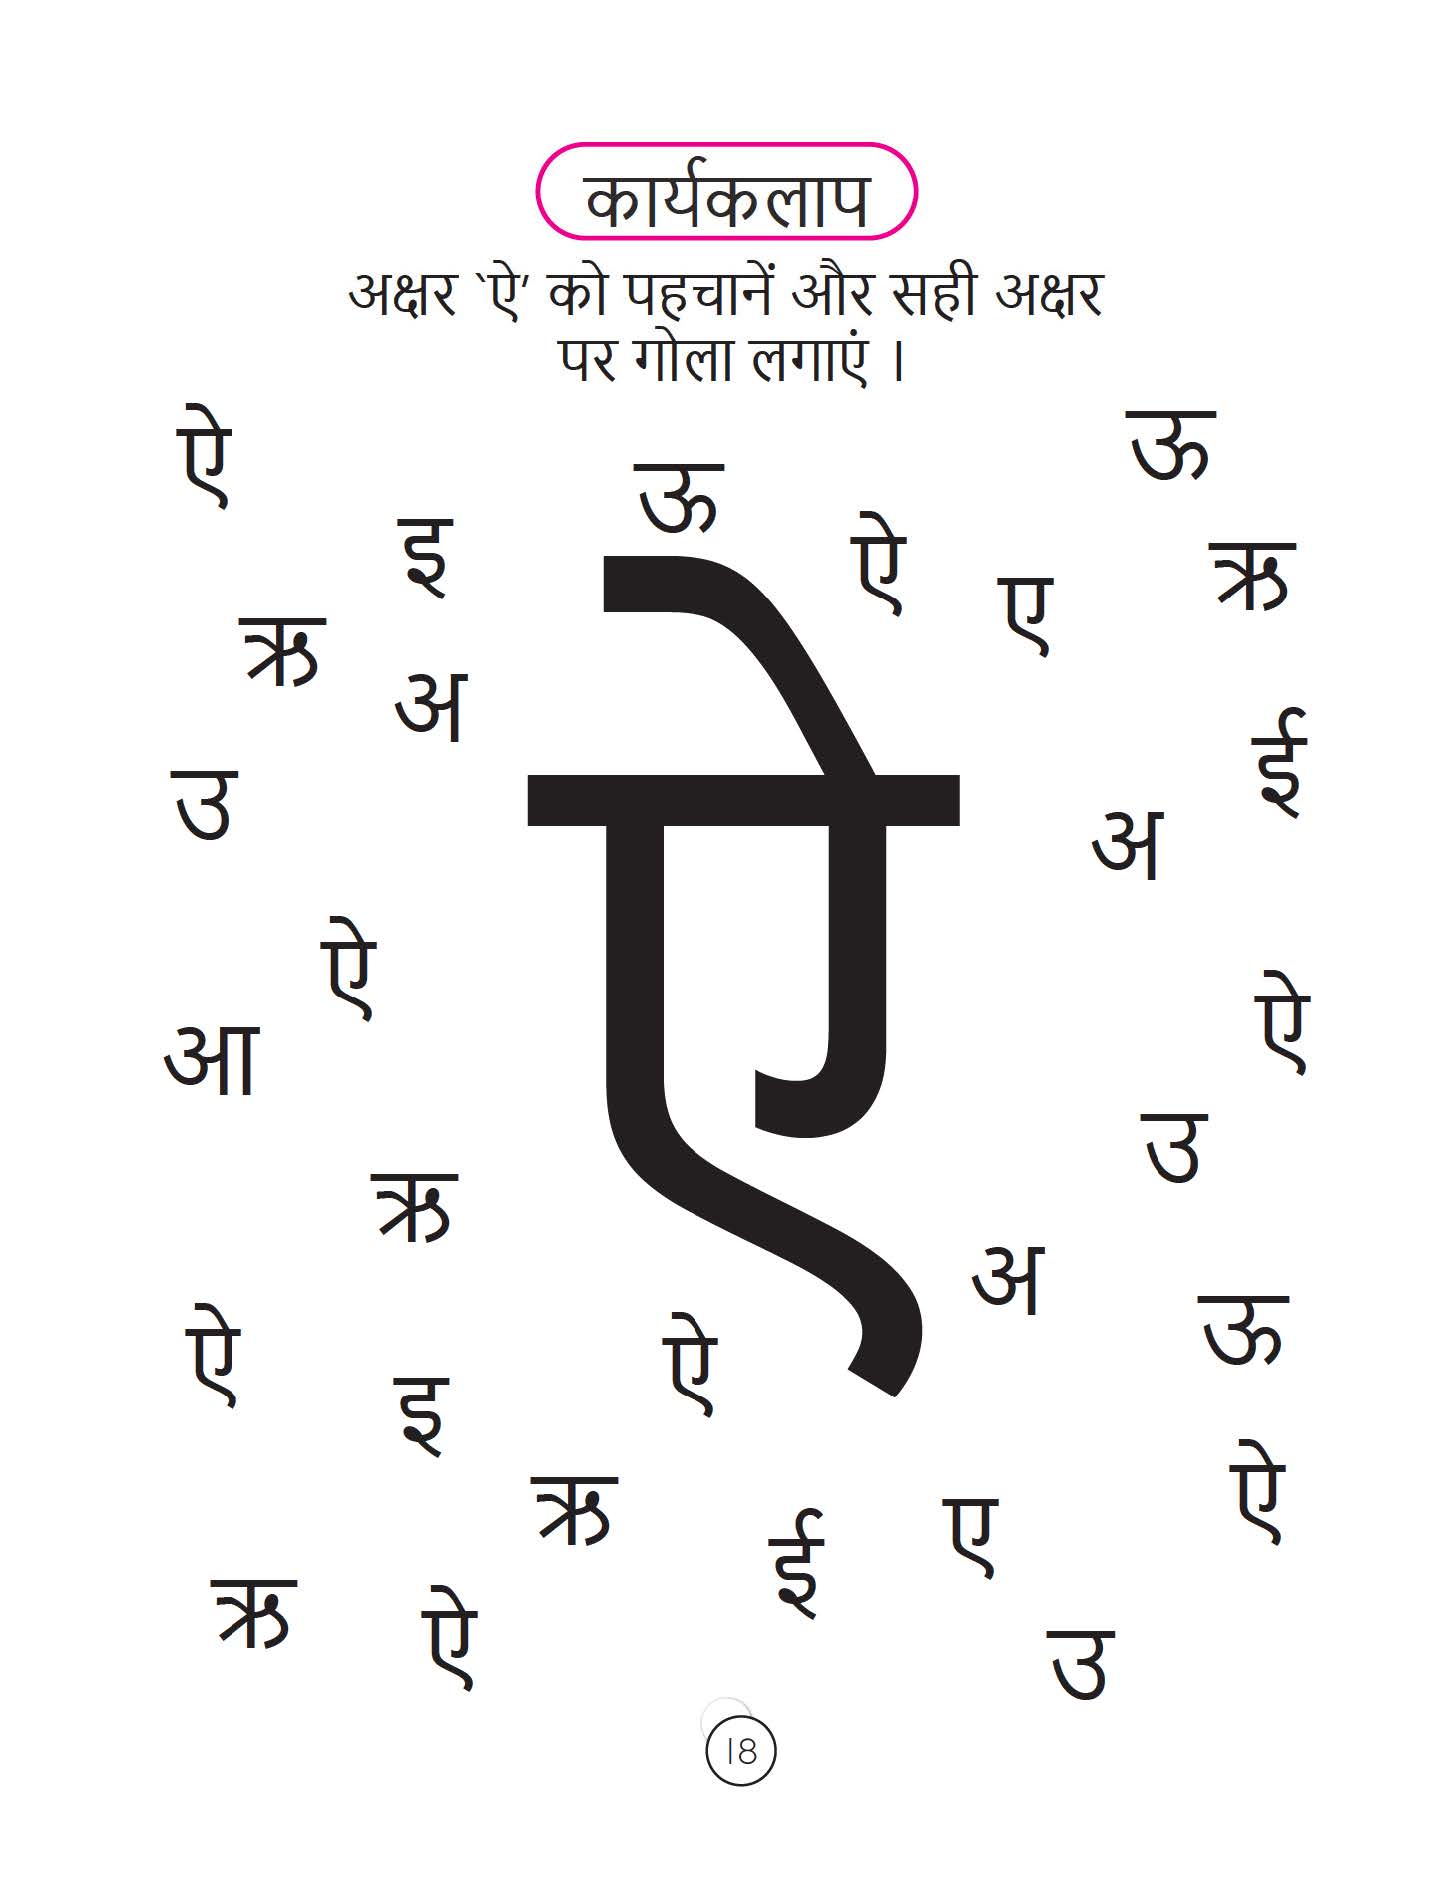 कार्यकलाप
अक्षर `ऐ' को पहचानें और सही अक्षर
पर गोला लगाएं ।
ऐ
ऊ
ऊ
इ
ऐ
ए
ऋ
ऋ
अ
ऐ
ई
उ
अ
ऐ
आ
ऐ
उ
ऋ
अ
ऊ
ऐ
ऐ
इ
ऐ
ऋ
ई
ए
ऋ
ऐ
उ
18